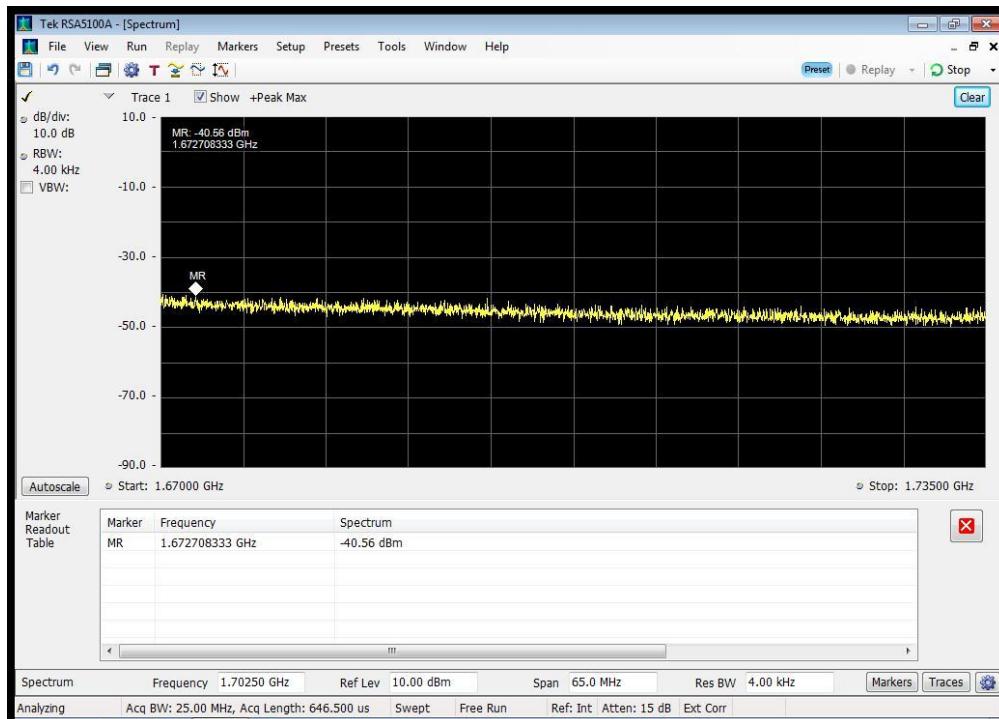 Tek RSA5100A - [Spectrum]
File View Run Replay Markers Setup Presets Tools Window Help
T Preset Replay Stop
Trace 1 Show +Peak Max Clear
dB/div:
10.0 dB
RBW:
4.00 kHz
VBW:
10.0
-10.0
-30.0
-50.0
-70.0
-90.0
MR: -40.56 dBm
1.672708333 GHz
MR
Autoscale Start: 1.67000 GHz Stop: 1.73500 GHz
Marker
Readout
Table
Marker Frequency Spectrum
MR 1.672708333 GHz -40.56 dBm
Spectrum Frequency 1.70250 GHz Ref Lev 10.00 dBm Span 65.0 MHz Res BW 4.00 kHz Markers Traces
Analyzing Acq BW: 25.00 MHz, Acq Length: 646.500 us Swept Free Run Ref: Int Atten: 15 dB Ext Corr